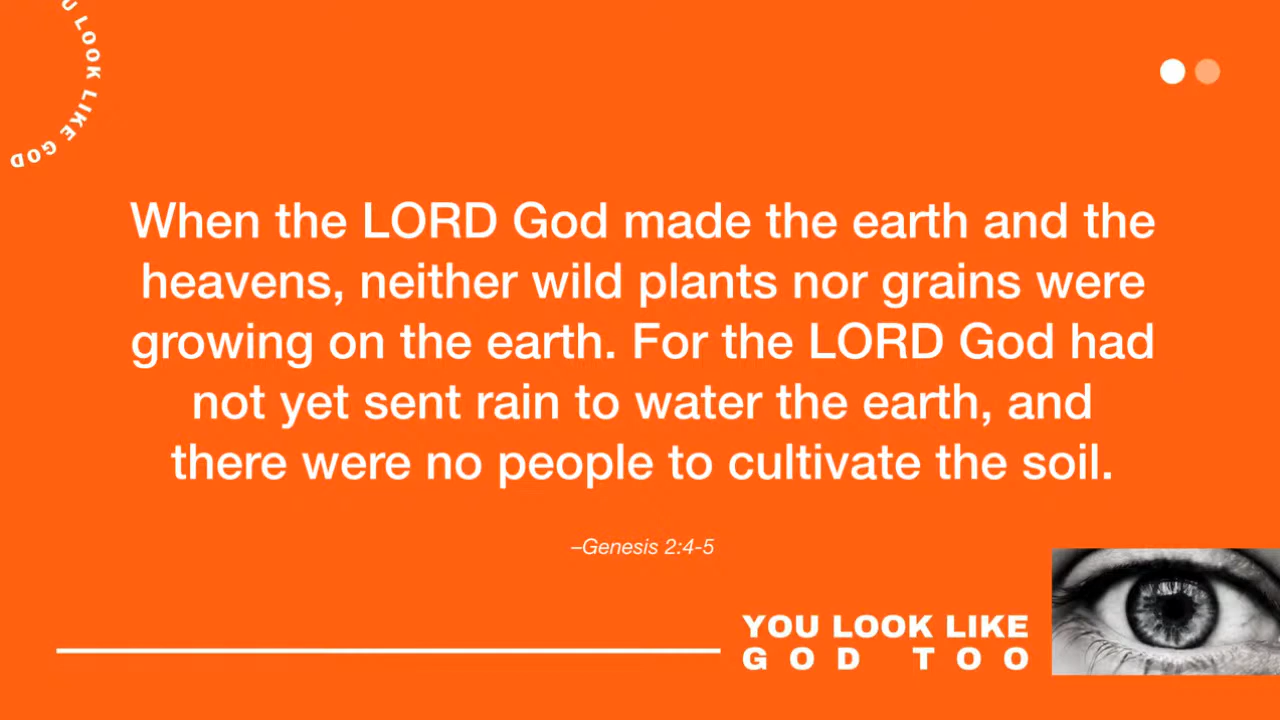 U LOOK LIKE GOD
When the LORD God made the earth and the
heavens, neither wild plants nor grains were
growing on the earth. For the LORD God had
not yet sent rain to water the earth, and
there were no people to cultivate the soil.
–Genesis 2:4-5
YOU LOOK LIKE
GOD TOO